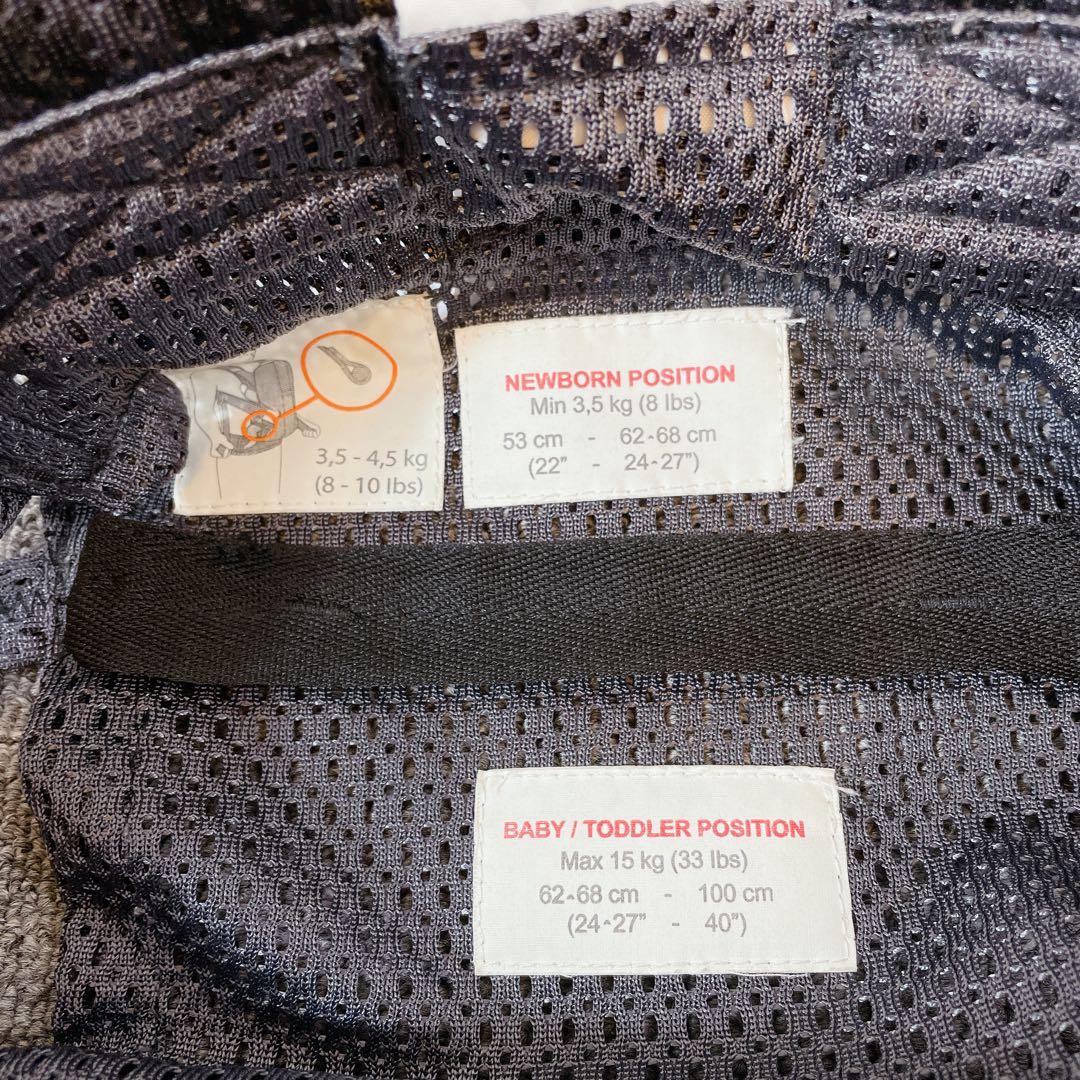 3,5 - 4,5 kg
(8 - 10 lbs)
NEWBORN POSITION
Min 3,5 kg (8 lbs)
53 cm - 62-68 cm
(22" - 24-27")
BABY / TODDLER POSITION
Max 15 kg (33 lbs)
62-68 cm - 100 cm
(24-27" - 40")